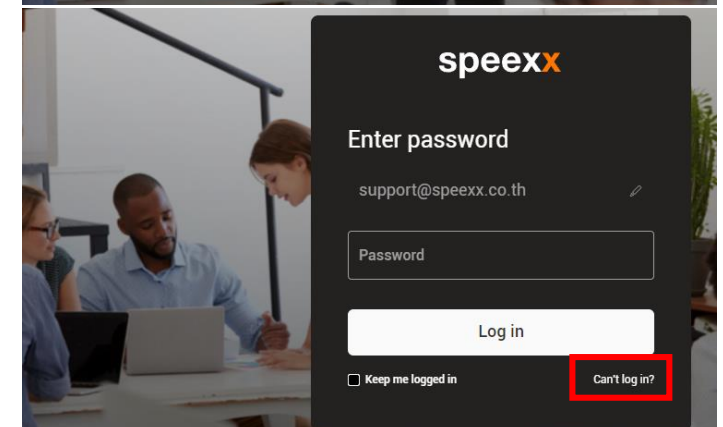 speexx
Enter password
support@speexx.co.th
Password
Log in
Keep me logged in
Can't log in?